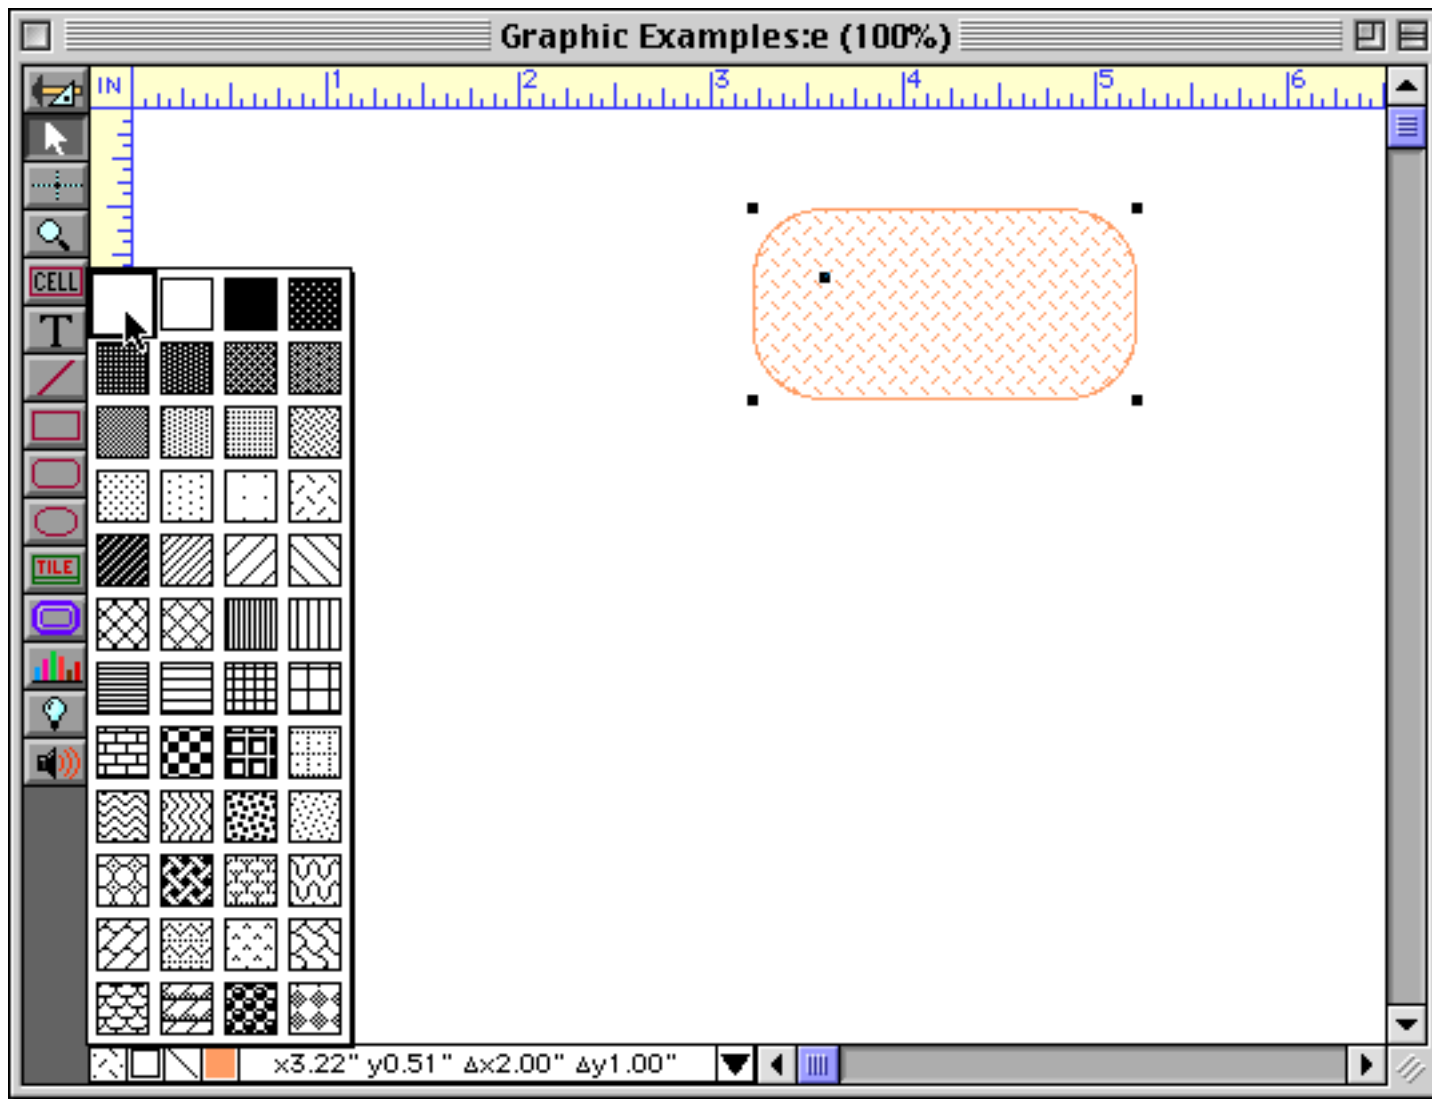 Graphic Examples:e (100%)
IN 1 2 3 4 5 6
CELL
T
TILE
x3.22" y0.51" Δx2.00" Δy1.00"